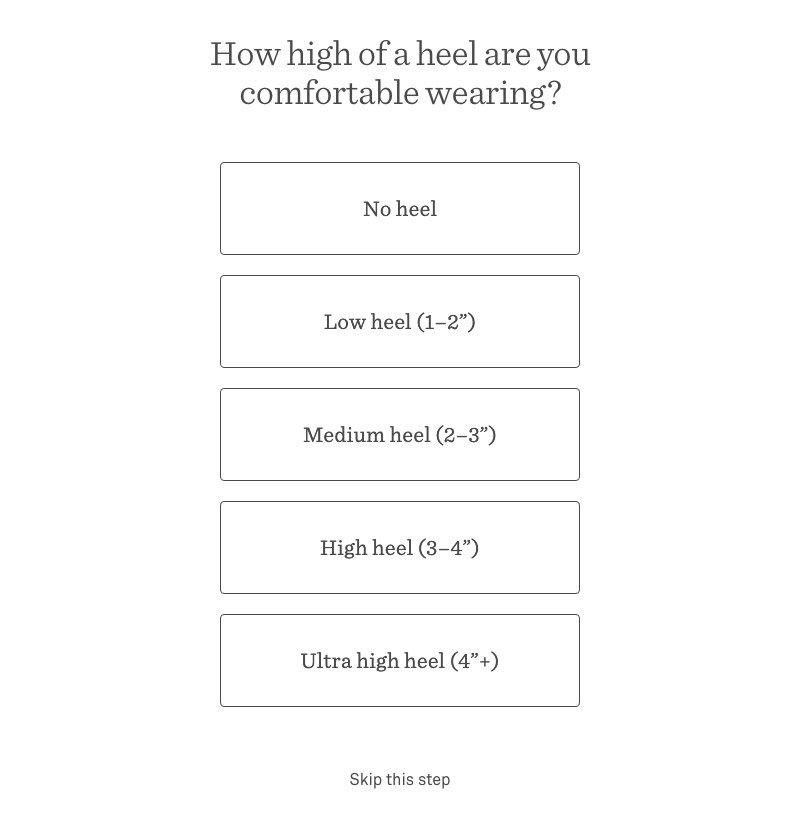 How high of a heel are you
comfortable wearing?
No heel
Low heel (1–2”)
Medium heel (2–3”)
High heel (3–4”)
Ultra high heel (4”+)
Skip this step